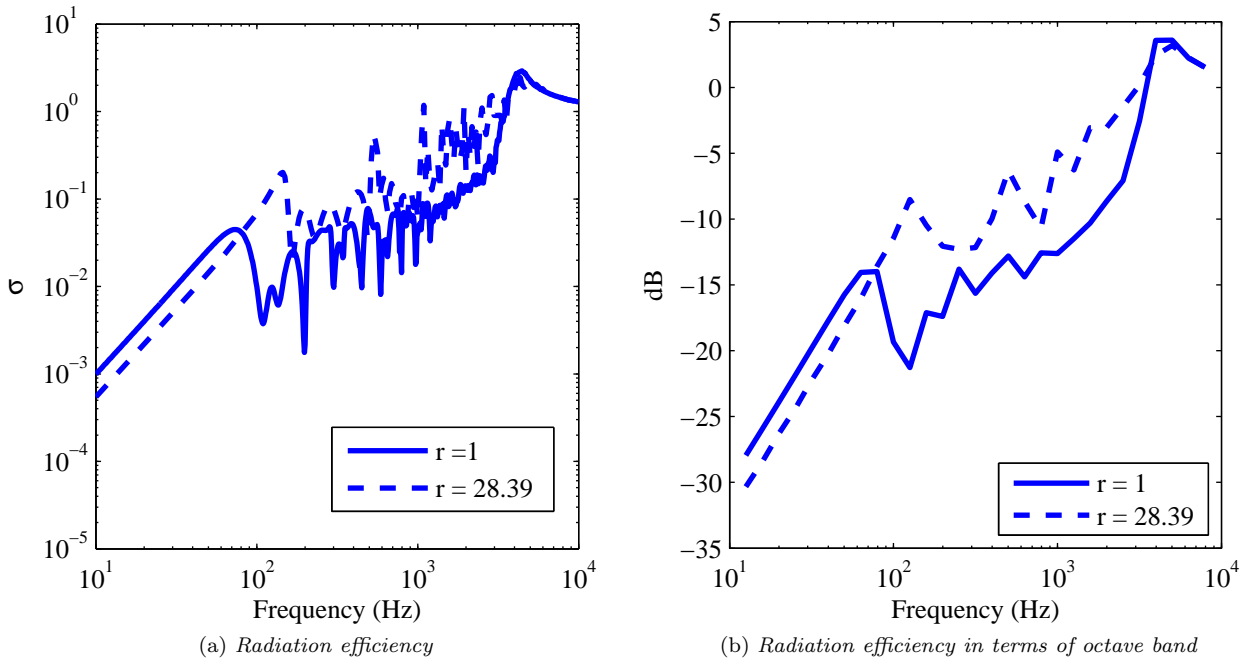 10^1
10^0
10^-1
10^-2
10^-3
10^-4
10^-5
σ
10^1 10^2 10^3 10^4
Frequency (Hz)
r =1
r = 28.39
(a) Radiation efficiency
5
0
−5
−10
−15
−20
−25
−30
−35
dB
10^1 10^2 10^3 10^4
Frequency (Hz)
r = 1
r = 28.39
(b) Radiation efficiency in terms of octave band